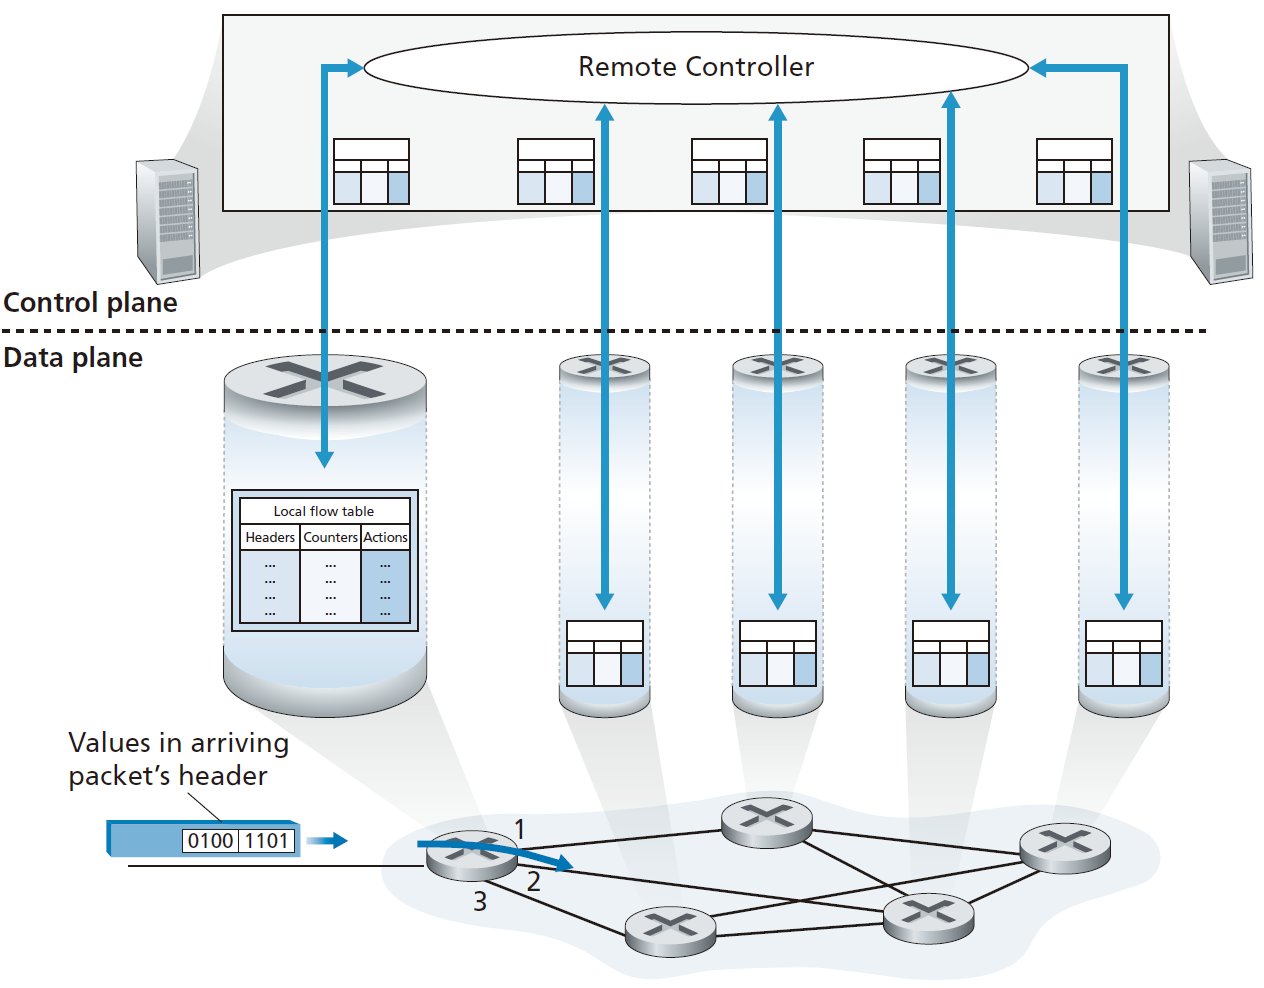 Remote Controller
Control plane
Data plane
Local flow table
Headers Counters Actions
... ... ...
... ... ...
... ... ...
... ... ...
Values in arriving
packet's header
0100 1101
1
2
3